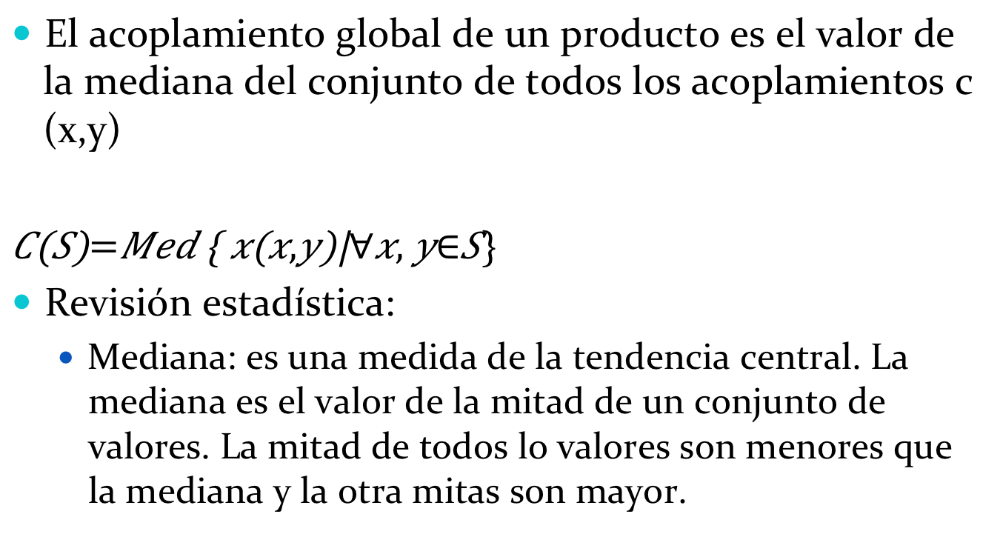 • El acoplamiento global de un producto es el valor de
la mediana del conjunto de todos los acoplamientos c
(x,y)
C(S)=Med { x(x,y)|∀ x, y∈S}
• Revisión estadística:
• Mediana: es una medida de la tendencia central. La
mediana es el valor de la mitad de un conjunto de
valores. La mitad de todos lo valores son menores que
la mediana y la otra mitas son mayor.